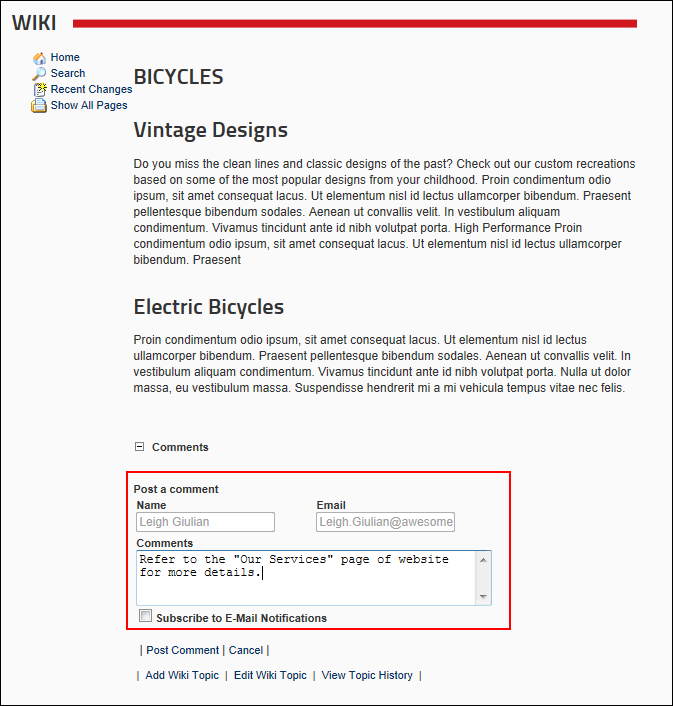 WIKI
Home
Search
Recent Changes
Show All Pages
BICYCLES
Vintage Designs
Do you miss the clean lines and classic designs of the past? Check out our custom recreations
based on some of the most popular designs from your childhood. Proin condimentum odio
ipsum, sit amet consequat lacus. Ut elementum nisl id lectus ullamcorper bibendum. Praesent
pellentesque bibendum sodales. Aenean ut convallis velit. In vestibulum aliquam
condimentum. Vivamus tincidunt ante id nibh volutpat porta. High Performance Proin
condimentum odio ipsum, sit amet consequat lacus. Ut elementum nisl id lectus ullamcorper
bibendum. Praesent
Electric Bicycles
Proin condimentum odio ipsum, sit amet consequat lacus. Ut elementum nisl id lectus
ullamcorper bibendum. Praesent pellentesque bibendum sodales. Aenean ut convallis velit. In
vestibulum aliquam condimentum. Vivamus tincidunt ante id nibh volutpat porta. Nulla ut dolor
massa, eu vestibulum massa. Suspendisse hendrerit mi a mi vehicula tempus vitae nec felis.
Comments
Post a comment
Name Email
Leigh Giulian Leigh.Giulian@awesome
Comments
Refer to the "Our Services" page of website
for more details.
Subscribe to E-Mail Notifications
| Post Comment | Cancel |
| Add Wiki Topic | Edit Wiki Topic | View Topic History |